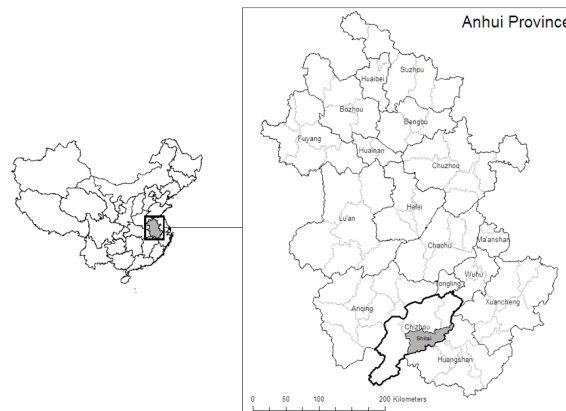 Anhui Province
Suzhou
Huaibei
Bozhou
Bengbu
Fuyang
Huainan
Chuzhou
Lu'an
Hefei
Chaohu
Ma'anshan
Wuhu
Tongling
Xuancheng
Anqing
Chizhou
Shitai
Huangshan
0 50 100 200 Kilometers